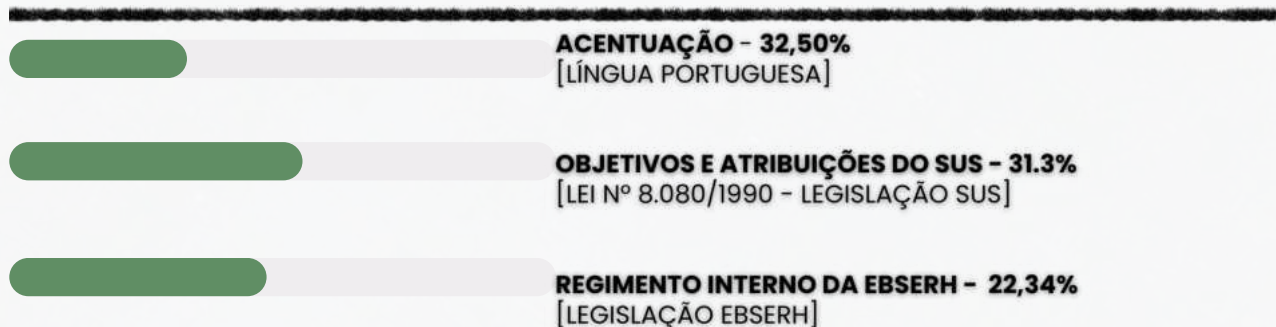 ACENTUAÇÃO - 32,50%
[LÍNGUA PORTUGUESA]
OBJETIVOS E ATRIBUIÇÕES DO SUS - 31.3%
[LEI Nº 8.080/1990 - LEGISLAÇÃO SUS]
REGIMENTO INTERNO DA EBSERH - 22,34%
[LEGISLAÇÃO EBSERH]